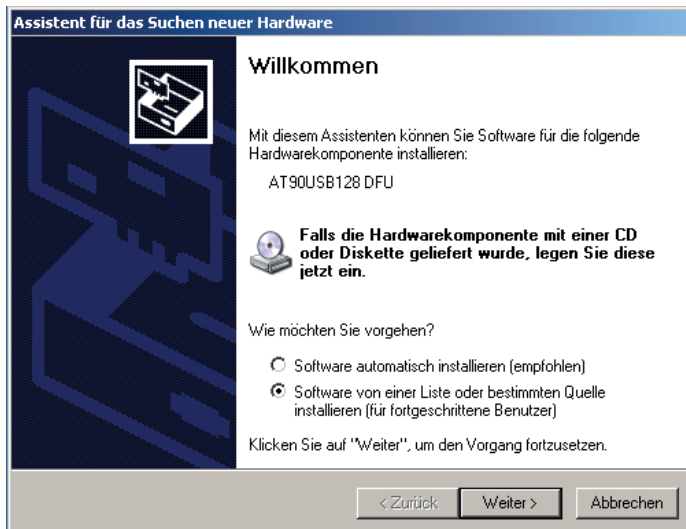 Assistent für das Suchen neuer Hardware
Willkommen
Mit diesem Assistenten können Sie Software für die folgende
Hardwarekomponente installieren:
AT90USB128 DFU
Falls die Hardwarekomponente mit einer CD
oder Diskette geliefert wurde, legen Sie diese
jetzt ein.
Wie möchten Sie vorgehen?
Software automatisch installieren (empfohlen)
Software von einer Liste oder bestimmten Quelle
installieren (für fortgeschrittene Benutzer)
Klicken Sie auf "Weiter", um den Vorgang fortzusetzen.
< Zurück
Weiter >
Abbrechen